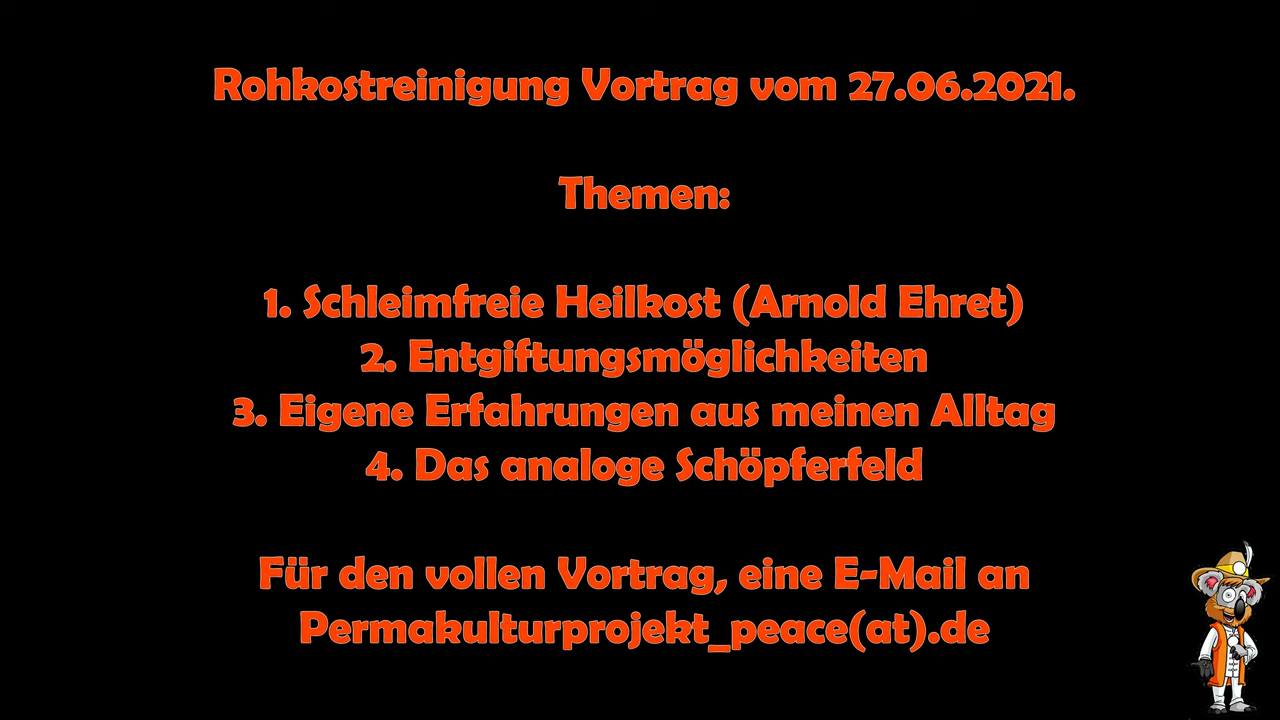 Rohkostreinigung Vortrag vom 27.06.2021.
Themen:
1. Schleimfreie Heilkost (Arnold Ehret)
2. Entgiftungsmöglichkeiten
3. Eigene Erfahrungen aus meinen Alltag
4. Das analoge Schöpferfeld
Für den vollen Vortrag, eine E-Mail an
Permakulturprojekt_peace(at).de